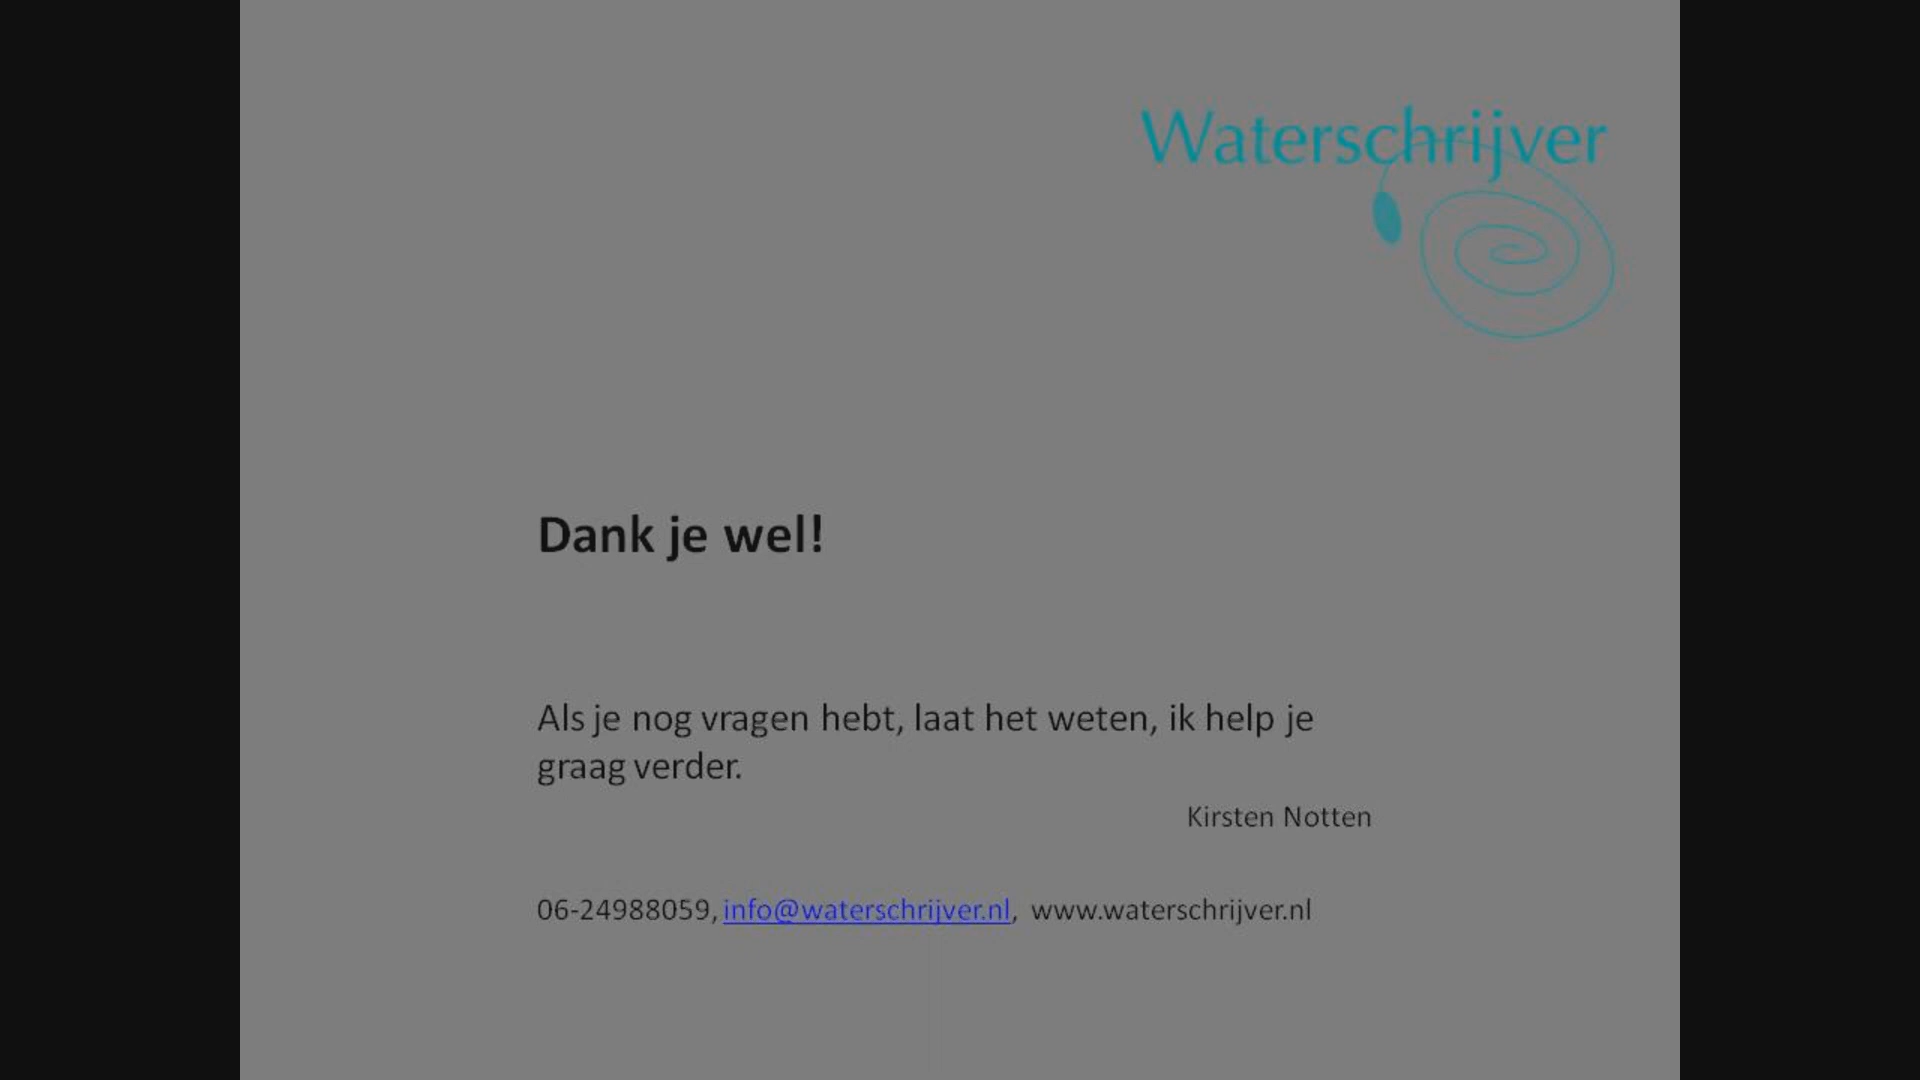 Waterschrijver
Dank je wel!
Als je nog vragen hebt, laat het weten, ik help je
graag verder.
Kirsten Notten
06-24988059, info@waterschrijver.nl, www.waterschrijver.nl